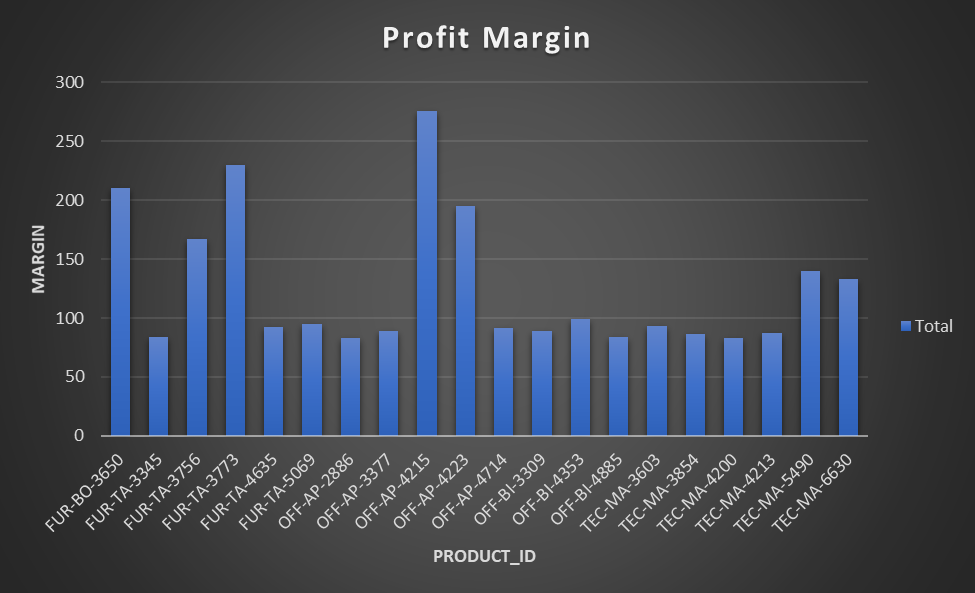 Profit Margin
300
250
200
150
100
50
0
MARGIN
FUR-BO-3650
FUR-TA-3345
FUR-TA-3756
FUR-TA-3773
FUR-TA-4635
FUR-TA-5069
OFF-AP-2886
OFF-AP-3377
OFF-AP-4215
OFF-AP-4223
OFF-AP-4714
OFF-BI-3309
OFF-BI-4353
OFF-BI-4885
TEC-MA-3603
TEC-MA-3854
TEC-MA-4200
TEC-MA-4213
TEC-MA-5490
TEC-MA-6630
PRODUCT_ID
Total